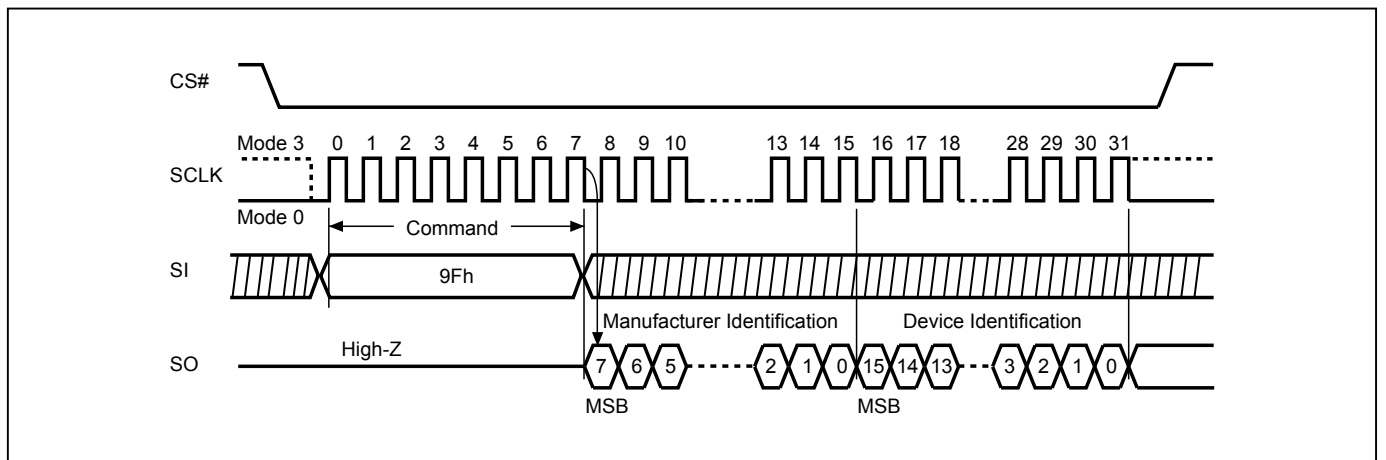 CS#
Mode 3 0 1 2 3 4 5 6 7 8 9 10 13 14 15 16 17 18 28 29 30 31
SCLK
Mode 0
Command
SI
9Fh
Manufacturer Identification Device Identification
High-Z
SO
7 6 5 2 1 0 15 14 13 3 2 1 0
MSB MSB